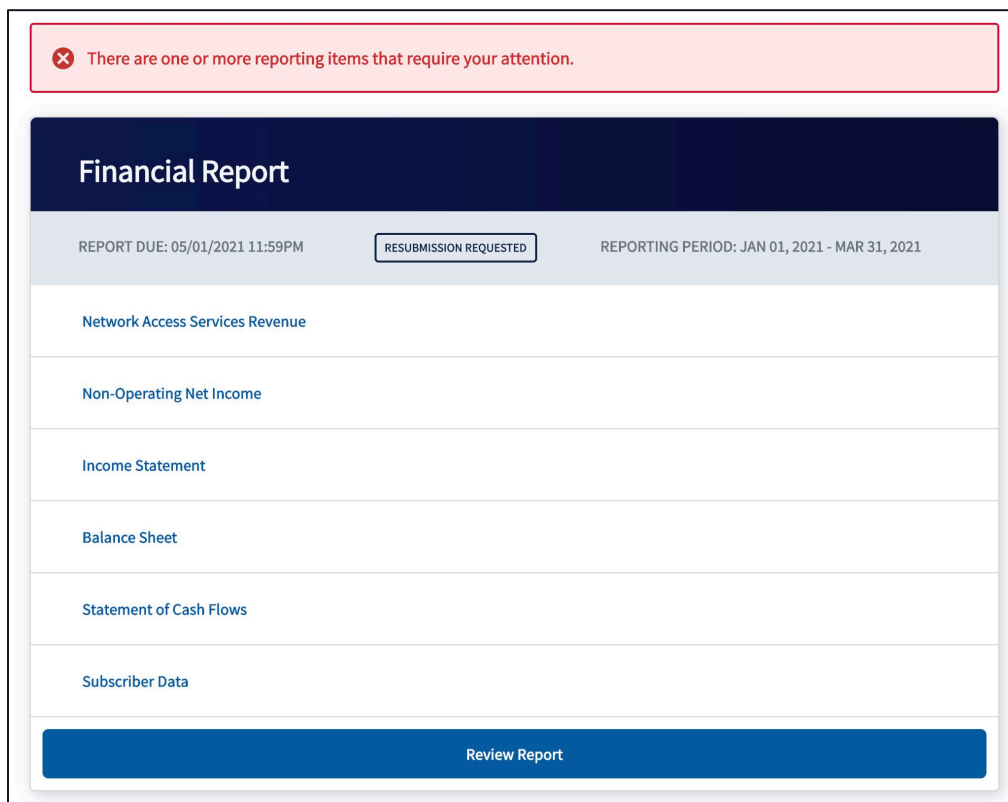 There are one or more reporting items that require your attention.
Financial Report
REPORT DUE: 05/01/2021 11:59PM RESUBMISSION REQUESTED REPORTING PERIOD: JAN 01, 2021 - MAR 31, 2021
Network Access Services Revenue
Non-Operating Net Income
Income Statement
Balance Sheet
Statement of Cash Flows
Subscriber Data
Review Report